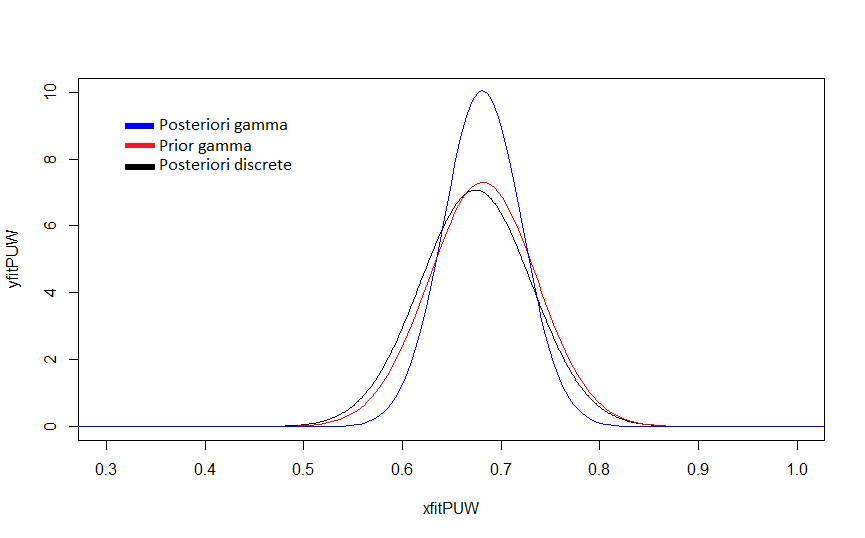 Posteriori gamma
Prior gamma
Posteriori discrete
10
8
6
4
2
0
yfitPUW
0.3 0.4 0.5 0.6 0.7 0.8 0.9 1.0
xfitPUW